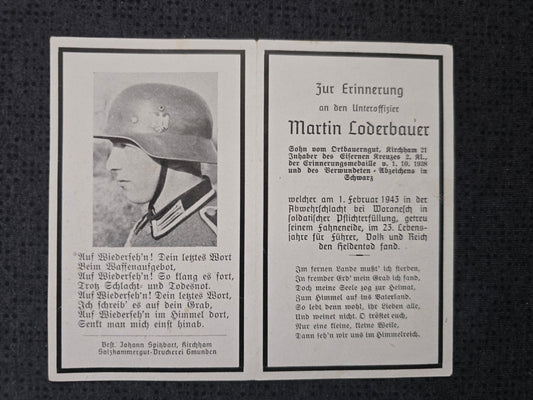 Auf Wiederseh'n! Dein letztes Wort
Beim Waffenaufgebot,
Auf Wiederseh'n! So klang es fort,
Trotz Schlacht- und Todesnot.
Auf Wiederseh'n! Dein letztes Wort,
Ich schreib' es auf dein Grab,
Auf Wiederseh'n im Himmel dort,
Senkt man mich einst hinab.
Best. Johann Spitzbart, Kirchham
Salzkammergut-Druckerei Gmunden
Zur Erinnerung
an den Unteroffizier
Martin Loderbauer
Sohn vom Ortbauerngut, Kirchham 21
Inhaber des Eisernen Kreuzes 2. Kl.,
der Erinnerungsmedaille v. 1. 10. 1938
und des Verwundeten-Abzeichens in
Schwarz
welcher am 1. Februar 1943 in der
Abwehrschlacht bei Woronesch in
soldatischer Pflichterfüllung, getreu
seinem Fahneneide, im 23. Lebens-
jahre für Führer, Volk und Reich
den Heldentod fand.
Im fernen Lande mußt' ich sterben,
In fremder Erd' mein Grab ich fand,
Doch meine Seele zog zur Heimat,
Zum Himmel auf ins Vaterland.
So lebt denn wohl, ihr Lieben alle,
Und weinet nicht. O tröstet euch,
Nur eine kleine, kleine Weile,
Dann seh'n wir uns im Himmelreich.